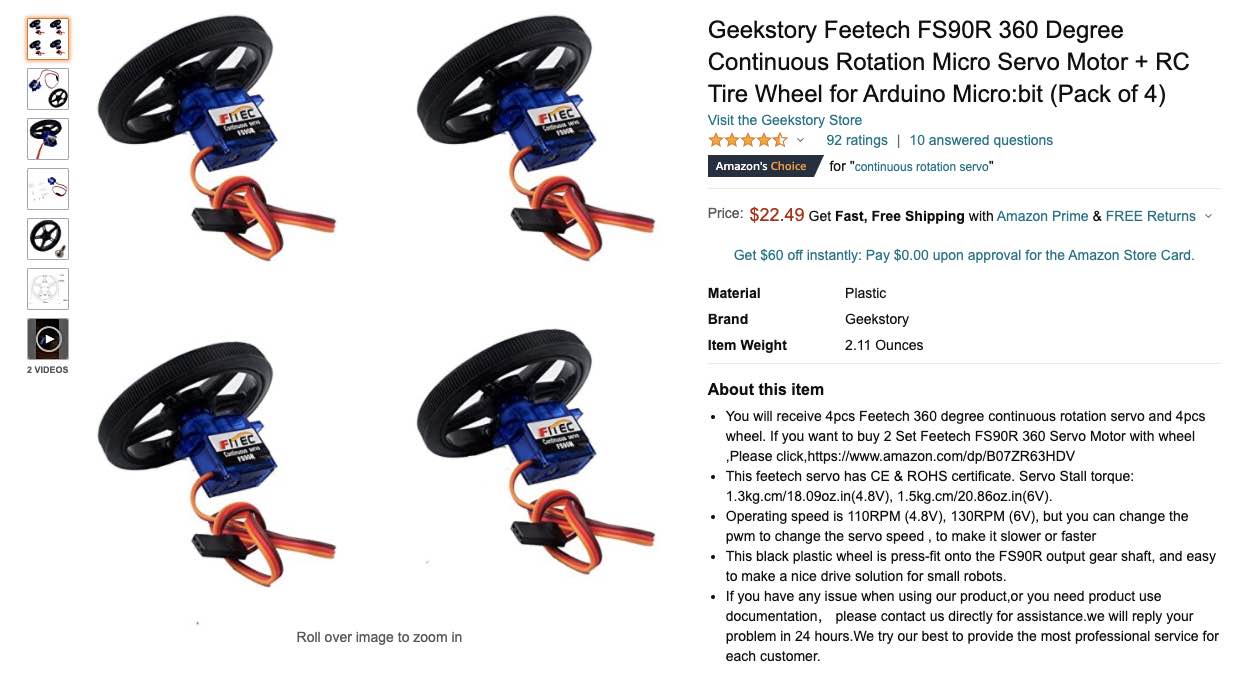 Geekstory Feetech FS90R 360 Degree
Continuous Rotation Micro Servo Motor + RC
Tire Wheel for Arduino Micro:bit (Pack of 4)
Visit the Geekstory Store
92 ratings | 10 answered questions
Amazon's Choice for "continuous rotation servo"
Price: $22.49 Get Fast, Free Shipping with Amazon Prime & FREE Returns
Get $60 off instantly: Pay $0.00 upon approval for the Amazon Store Card.
Material Plastic
Brand Geekstory
Item Weight 2.11 Ounces
About this item
• You will receive 4pcs Feetech 360 degree continuous rotation servo and 4pcs
wheel. If you want to buy 2 Set Feetech FS90R 360 Servo Motor with wheel
,Please click,https://www.amazon.com/dp/B07ZR63HDV
• This feetech servo has CE & ROHS certificate. Servo Stall torque:
1.3kg.cm/18.09oz.in(4.8V), 1.5kg.cm/20.86oz.in(6V).
• Operating speed is 110RPM (4.8V), 130RPM (6V), but you can change the
pwm to change the servo speed , to make it slower or faster
• This black plastic wheel is press-fit onto the FS90R output gear shaft, and easy
to make a nice drive solution for small robots.
• If you have any issue when using our product,or you need product use
documentation， please contact us directly for assistance.we will reply your
problem in 24 hours.We try our best to provide the most professional service for
each customer.
2 VIDEOS
FITEC
Continuous servo
FS90R
FITEC
Continuous servo
FS90R
FITEC
Continuous servo
FS90R
FITEC
Continuous servo
FS90R
Roll over image to zoom in